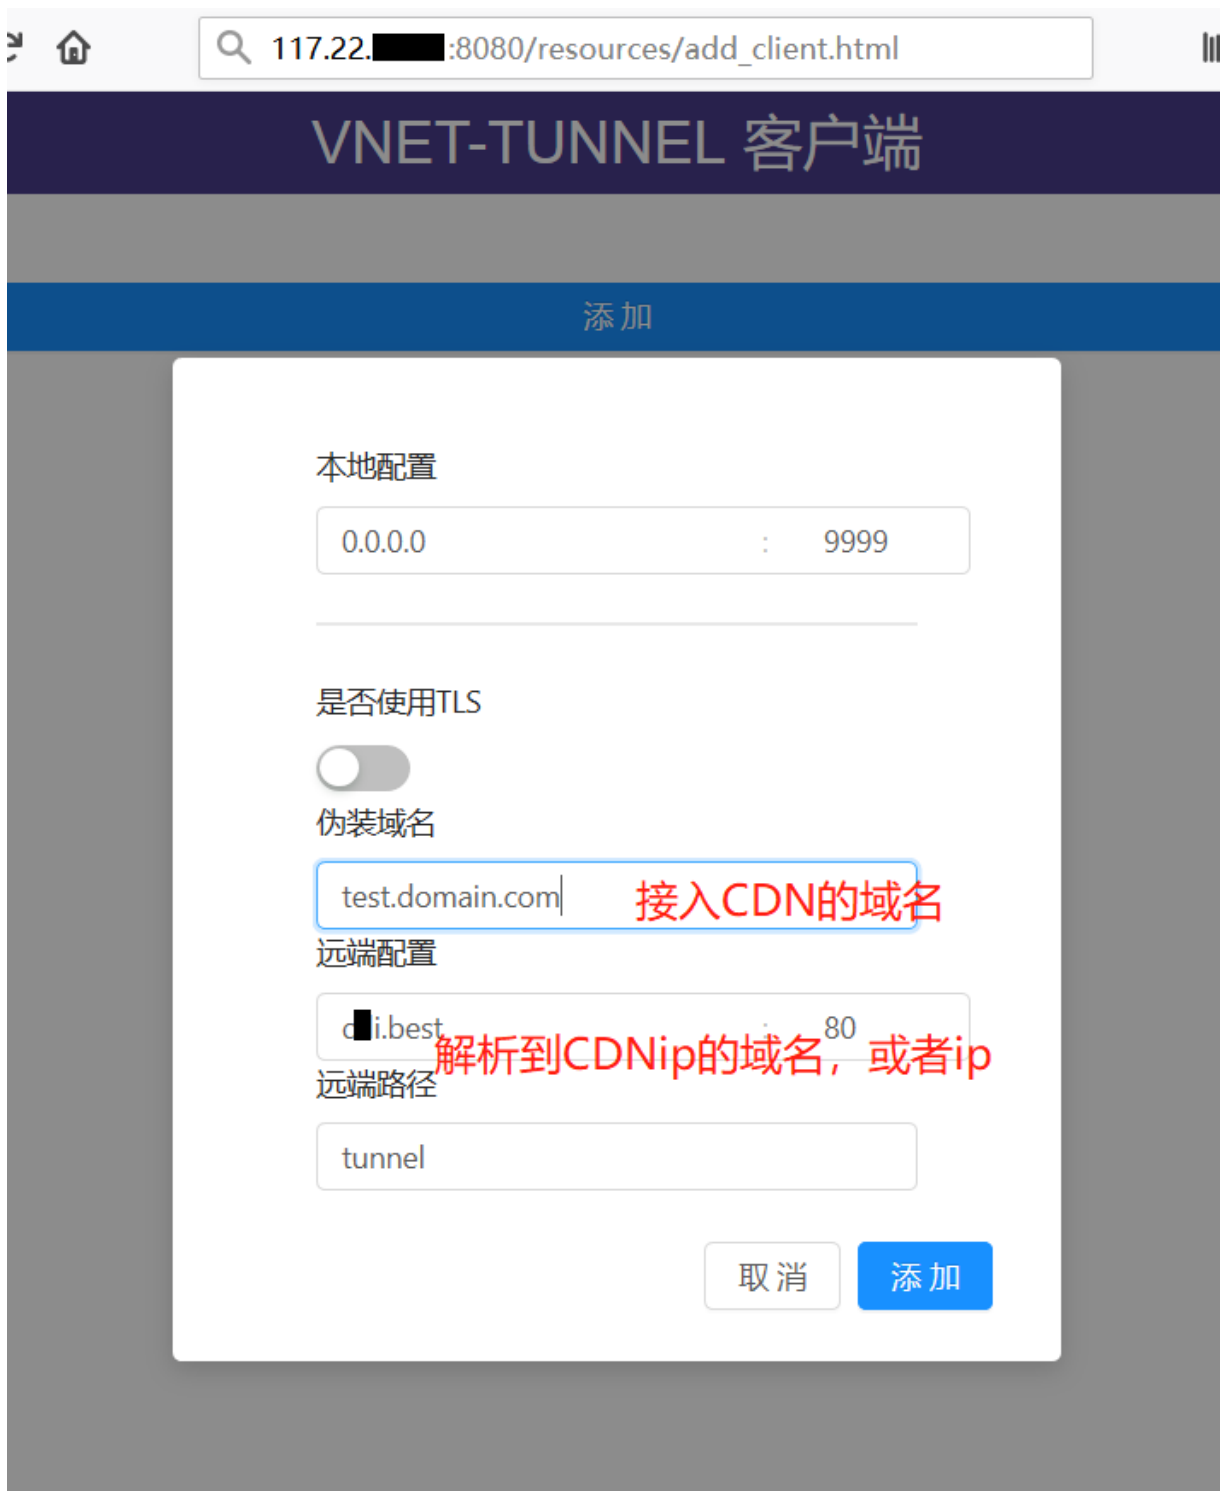 117.22. :8080/resources/add_client.html
VNET-TUNNEL 客户端
添加
本地配置
0.0.0.0 : 9999
是否使用TLS
伪装域名
test.domain.com 接入CDN的域名
远端配置
c i.best : 80
解析到CDNip的域名，或者ip
远端路径
tunnel
取消 添加